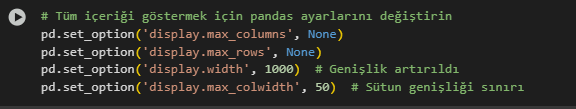 # Tüm içeriği göstermek için pandas ayarlarını değiştirin
pd.set_option('display.max_columns', None)
pd.set_option('display.max_rows', None)
pd.set_option('display.width', 1000)  # Genişlik artırıldı
pd.set_option('display.max_colwidth', 50)  # Sütun genişliği sınırı